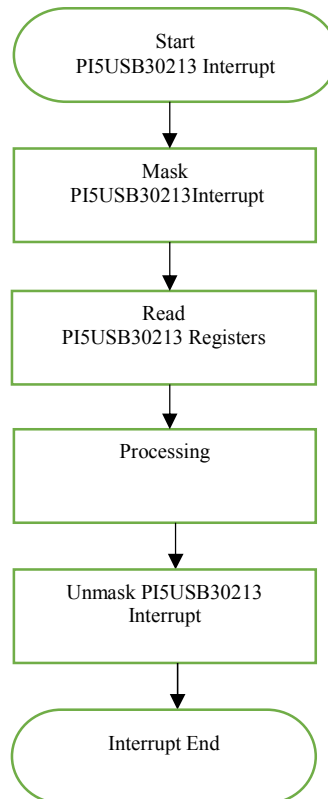 Start
PI5USB30213 Interrupt
Mask
PI5USB30213Interrupt
Read
PI5USB30213 Registers
Processing
Unmask PI5USB30213
Interrupt
Interrupt End